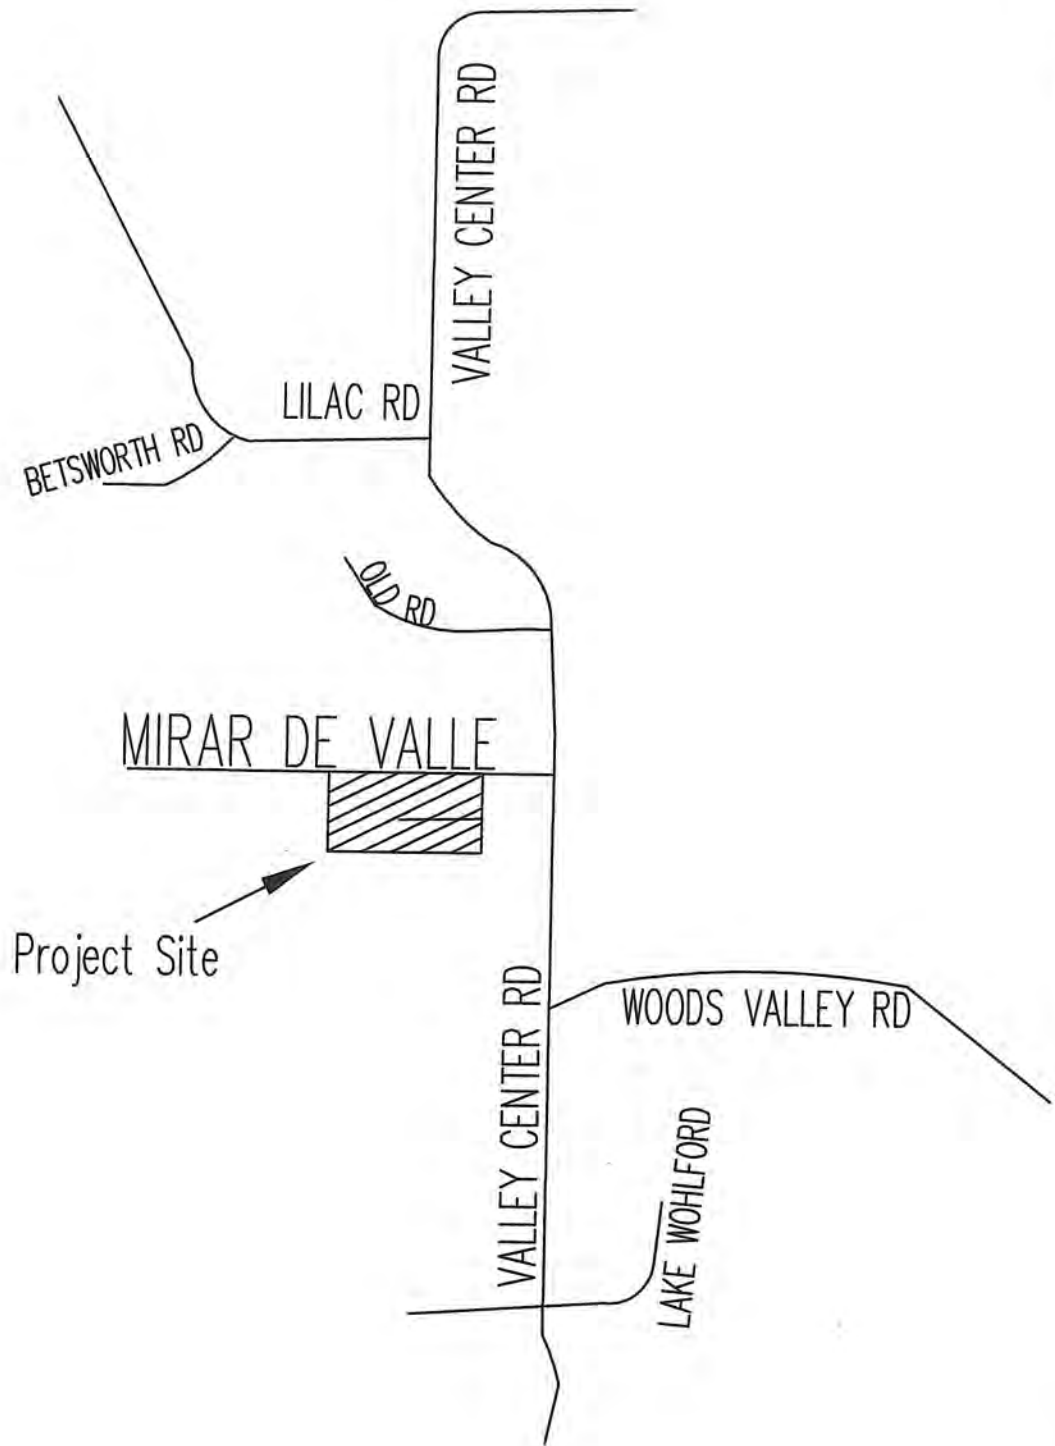 VALLEY CENTER RD
LILAC RD
BETSWORTH RD
OLD RD
MIRAR DE VALLE
Project Site
WOODS VALLEY RD
VALLEY CENTER RD
LAKE WOHLFORD